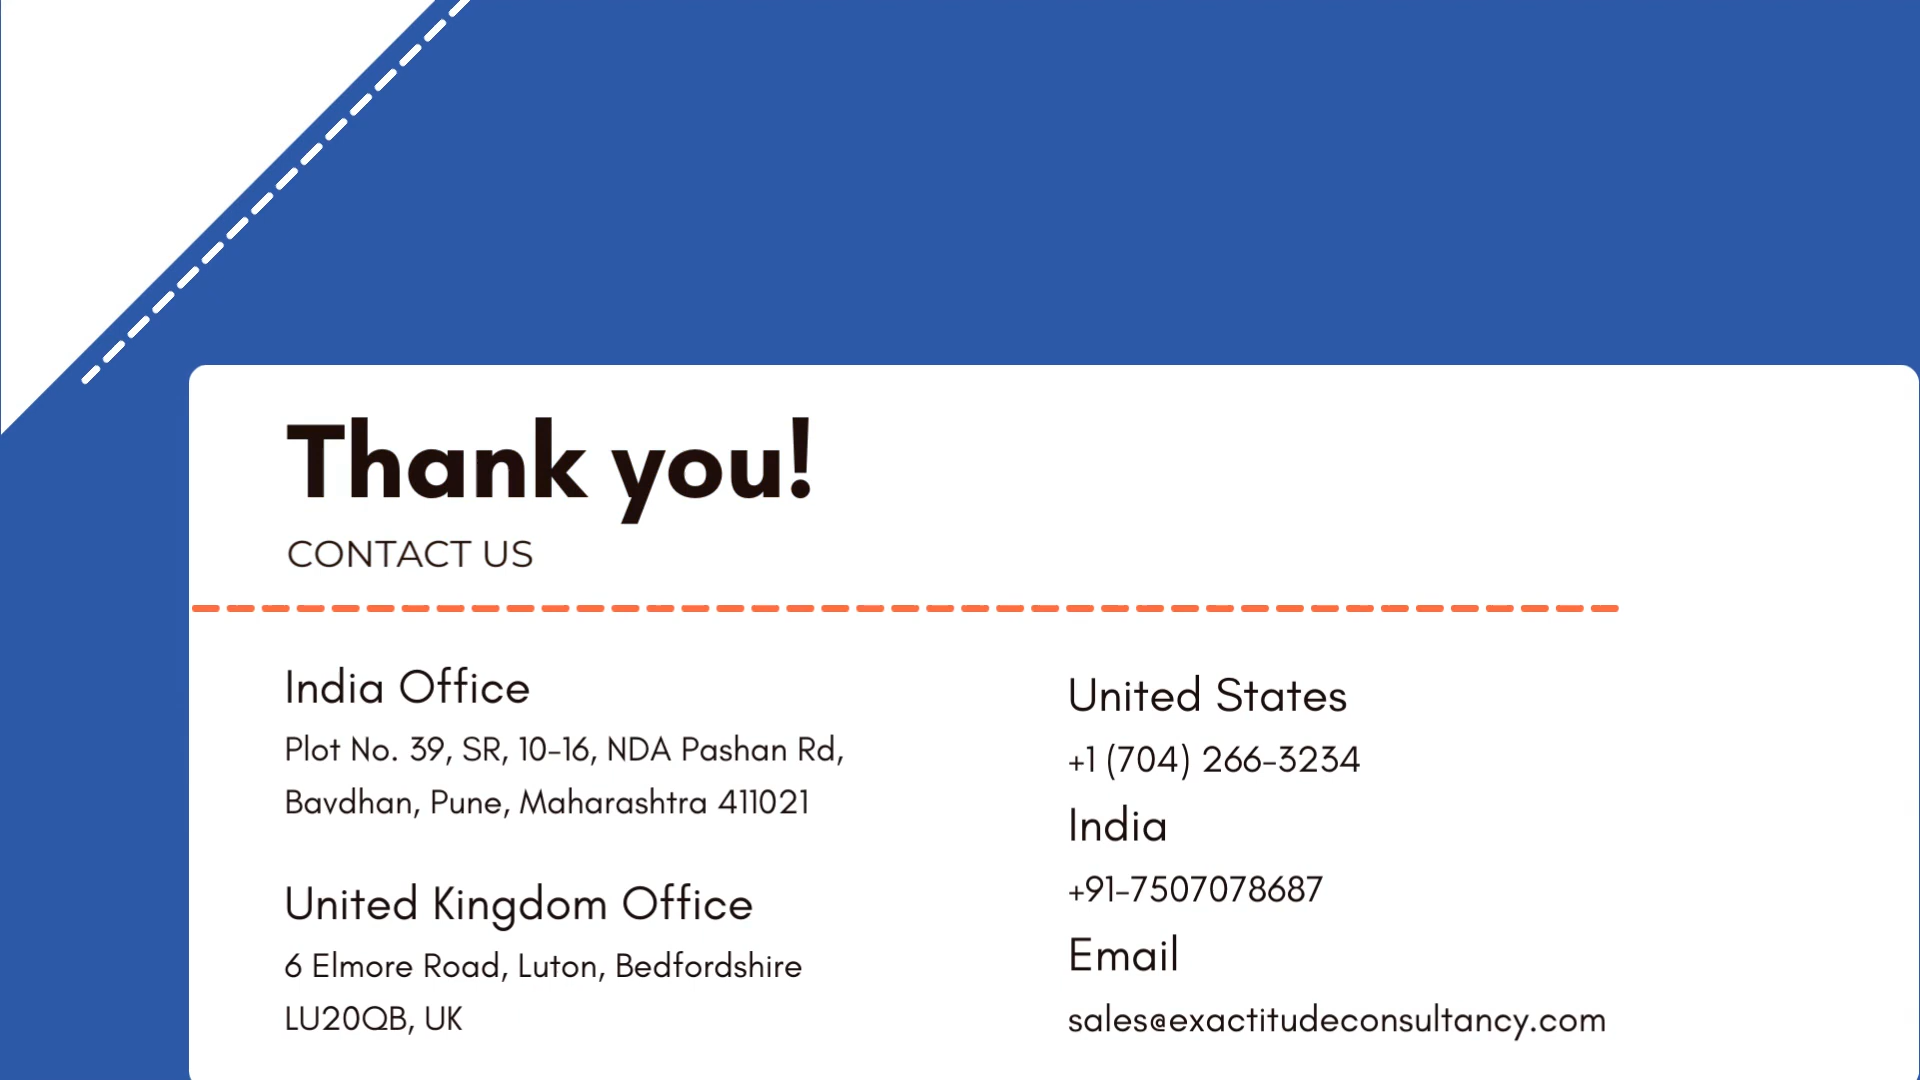 Thank you!
CONTACT US
India Office
Plot No. 39, SR, 10-16, NDA Pashan Rd,
Bavdhan, Pune, Maharashtra 411021
United Kingdom Office
6 Elmore Road, Luton, Bedfordshire
LU20QB, UK
United States
+1 (704) 266-3234
India
+91-7507078687
Email
sales@exactitudeconsultancy.com